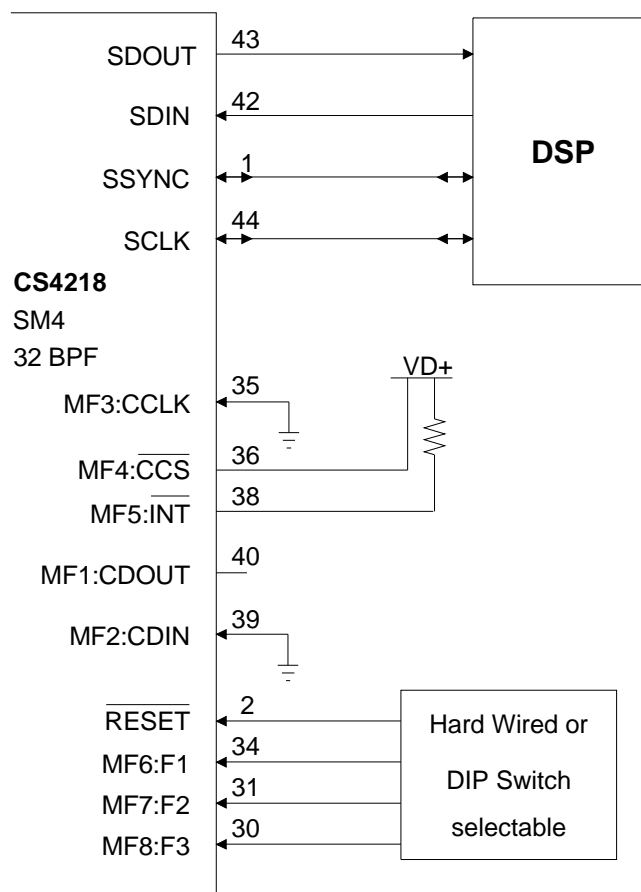 SDOUT 43
SDIN 42
SSYNC 1
SCLK 44
DSP
CS4218
SM4
32 BPF
VD+
MF3:CCLK 35
MF4:CCS 36
MF5:INT 38
MF1:CDOUT 40
MF2:CDIN 39
RESET 2
MF6:F1 34
MF7:F2 31
MF8:F3 30
Hard Wired or
DIP Switch
selectable